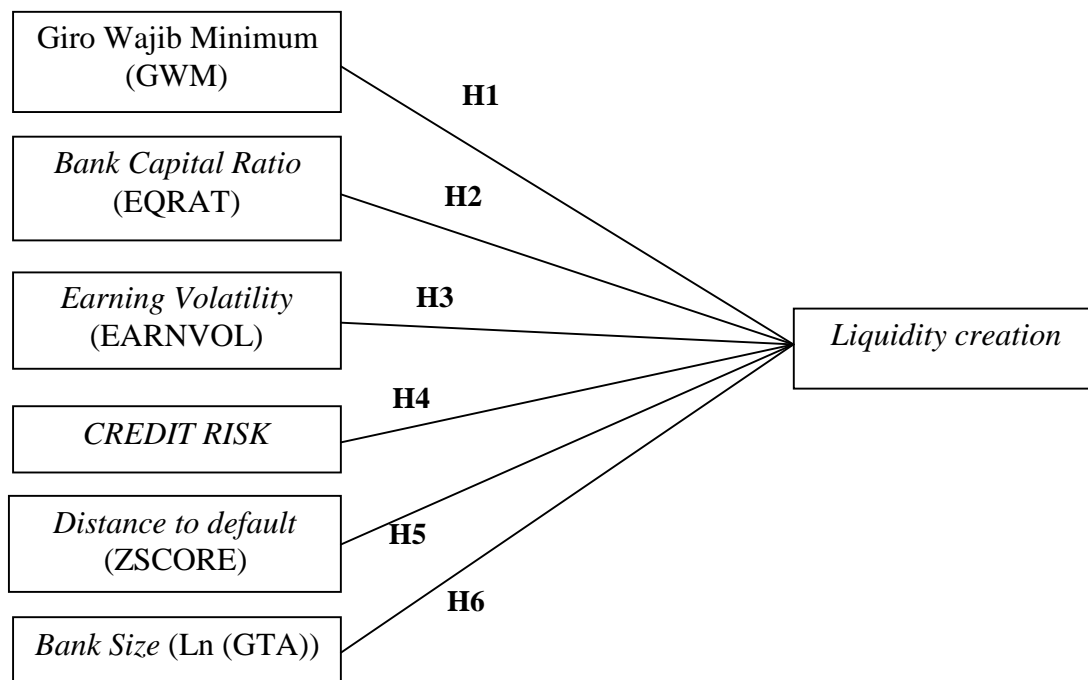 Giro Wajib Minimum
(GWM)
H1
Bank Capital Ratio
(EQRAT)
H2
Earning Volatility
(EARNVOL)
H3
Liquidity creation
CREDIT RISK
H4
Distance to default
(ZSCORE)
H5
Bank Size (Ln (GTA))
H6